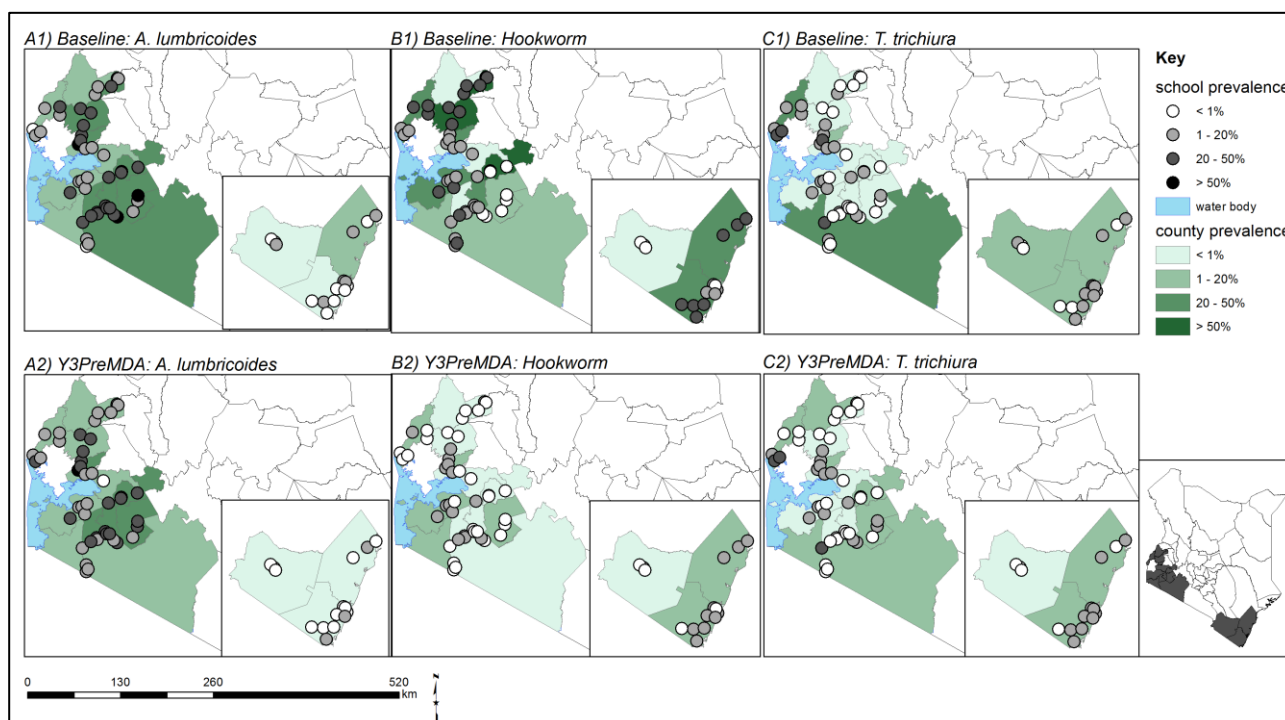 A1) Baseline: A. lumbricoides
B1) Baseline: Hookworm
C1) Baseline: T. trichiura
Key
school prevalence
< 1%
1 - 20%
20 - 50%
> 50%
water body
county prevalence
< 1%
1 - 20%
20 - 50%
> 50%
A2) Y3PreMDA: A. lumbricoides
B2) Y3PreMDA: Hookworm
C2) Y3PreMDA: T. trichiura
0 130 260 520
km
N